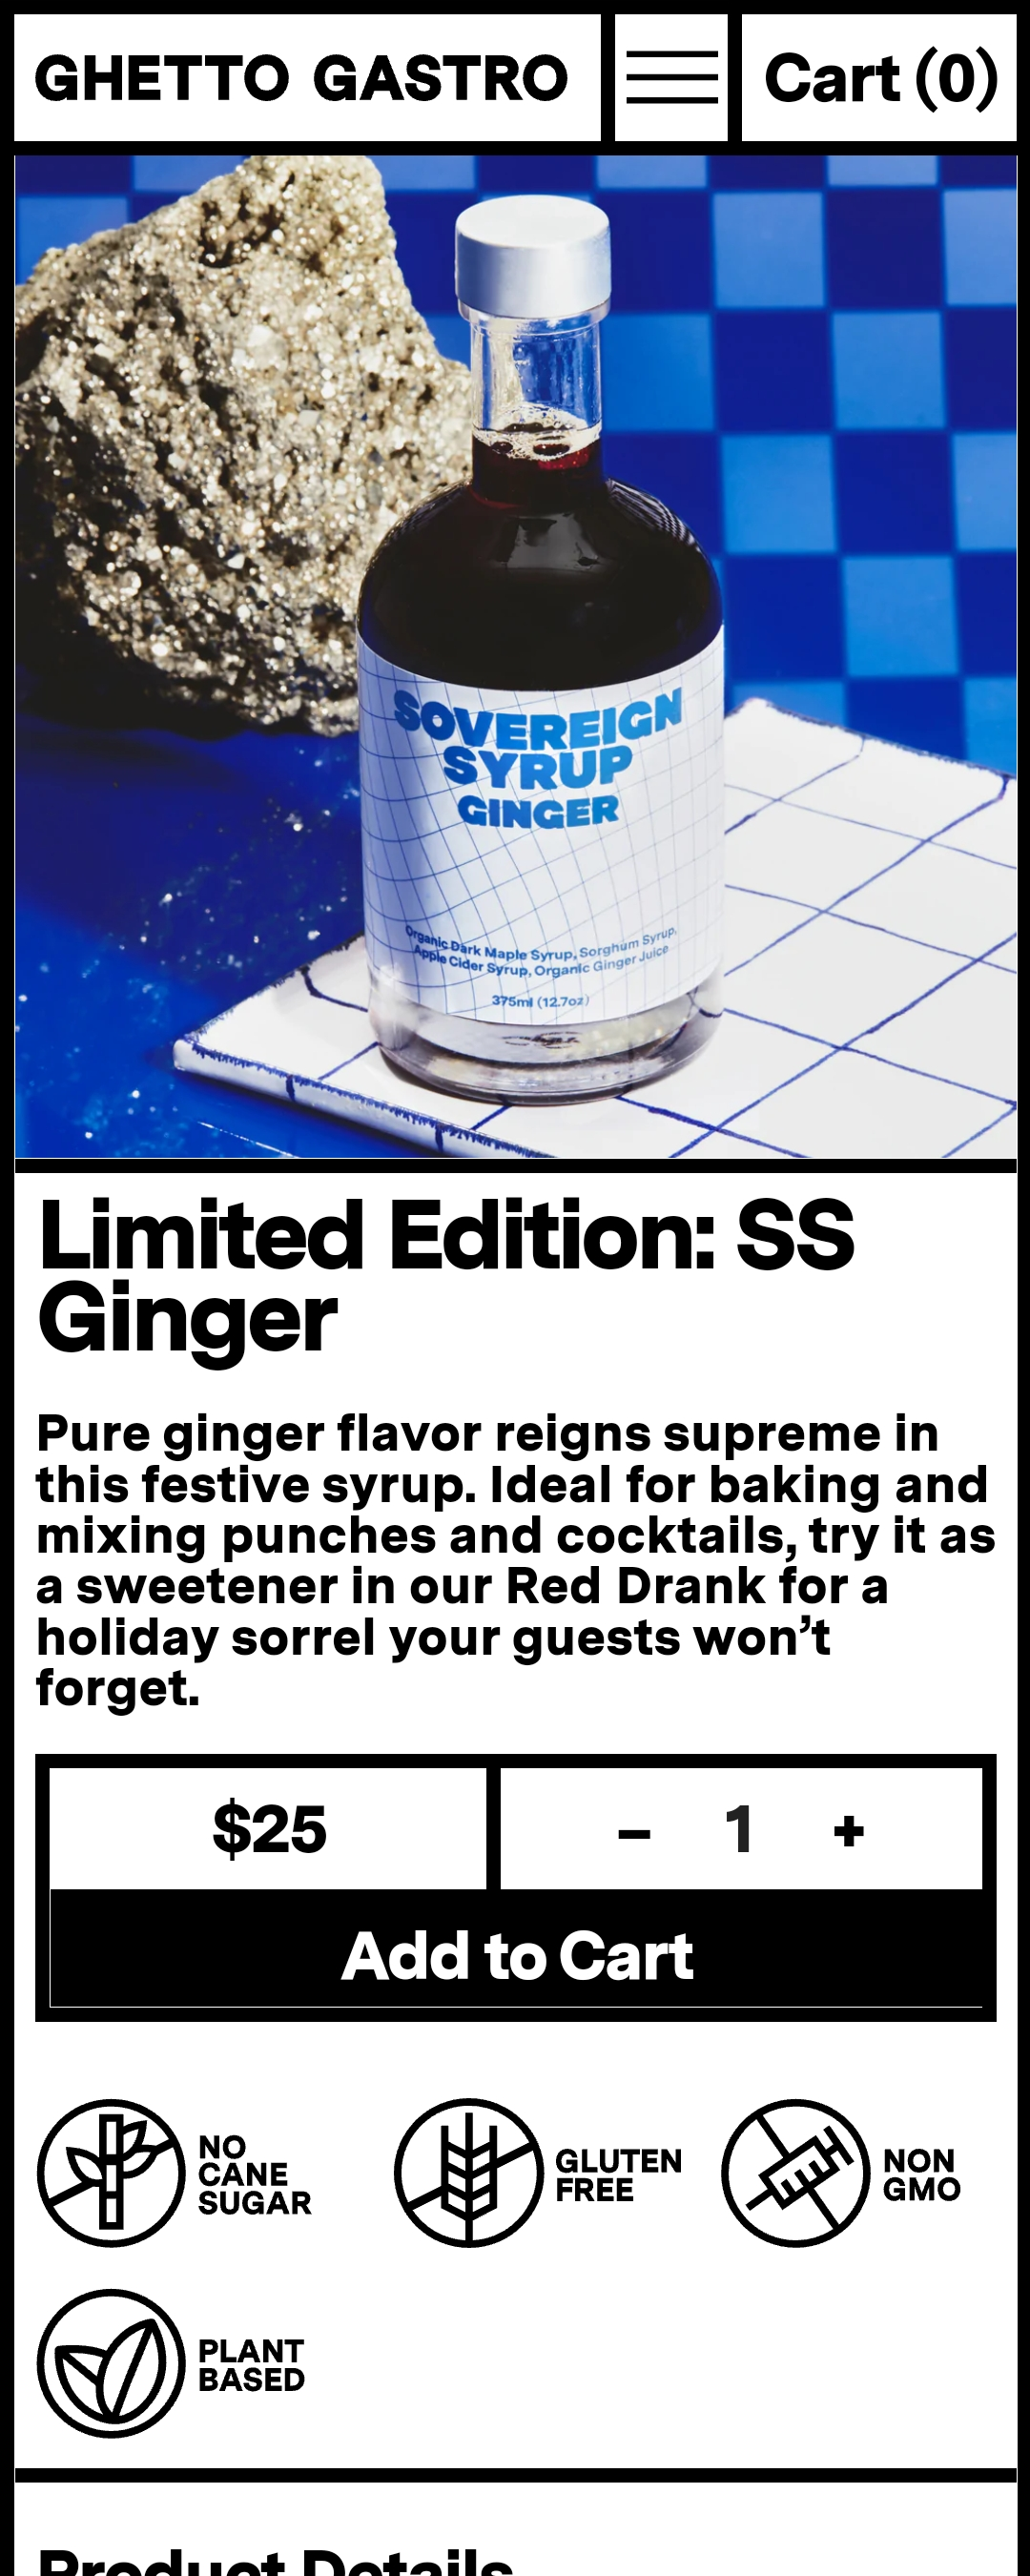 GHETTO GASTRO
Cart (0)
SOVEREIGN
SYRUP
GINGER
Organic Dark Maple Syrup, Sorghum Syrup,
Apple Cider Syrup, Organic Ginger Juice
375ml (12.7oz)
Limited Edition: SS
Ginger
Pure ginger flavor reigns supreme in
this festive syrup. Ideal for baking and
mixing punches and cocktails, try it as
a sweetener in our Red Drank for a
holiday sorrel your guests won’t
forget.
$25
– 1 +
Add to Cart
NO
CANE
SUGAR
GLUTEN
FREE
NON
GMO
PLANT
BASED
Product Details